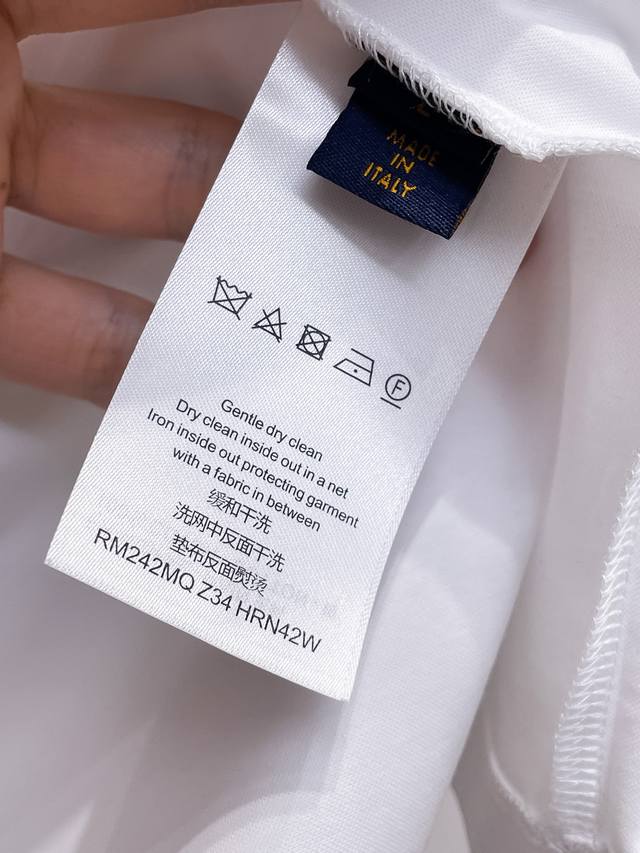 MADE
IN
ITALY
F
Gentle dry clean
Dry clean inside out in a net
Iron inside out protecting garment
with a fabric in between
缓和干洗
洗网中反面干洗
垫布反面熨烫
RM242MQ Z34 HRN42W